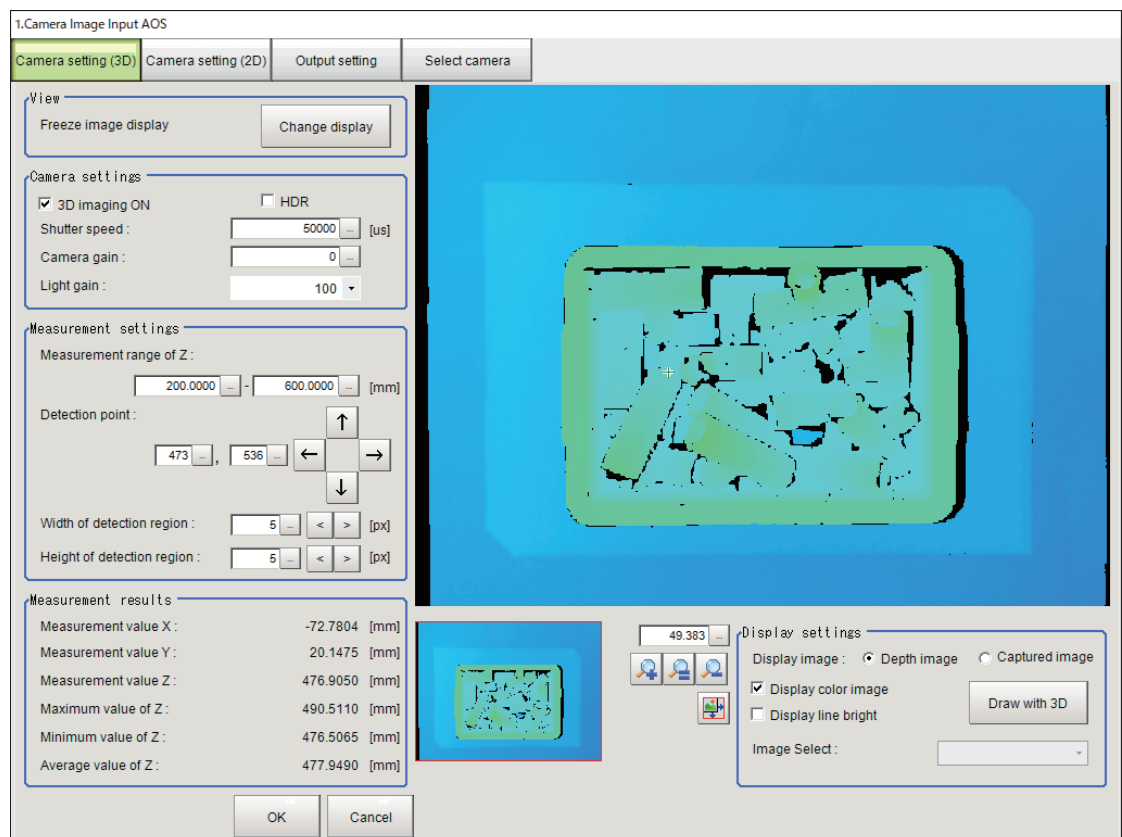 1.Camera Image Input AOS
Camera setting (3D) Camera setting (2D) Output setting Select camera
View
Freeze image display Change display
Camera settings
3D imaging ON HDR
Shutter speed : 50000 ... [us]
Camera gain : 0 ...
Light gain : 100
Measurement settings
Measurement range of Z :
200.0000 ... - 600.0000 ... [mm]
Detection point :
↑
473 ... , 536 ... ← →
↓
Width of detection region : 5 ... < > [px]
Height of detection region : 5 ... < > [px]
Measurement results
Measurement value X : -72.7804 [mm]
Measurement value Y : 20.1475 [mm]
Measurement value Z : 476.9050 [mm]
Maximum value of Z : 490.5110 [mm]
Minimum value of Z : 476.5065 [mm]
Average value of Z : 477.9490 [mm]
OK Cancel
49.383 ...
Display settings
Display image : Depth image Captured image
Display color image
Display line bright
Draw with 3D
Image Select :